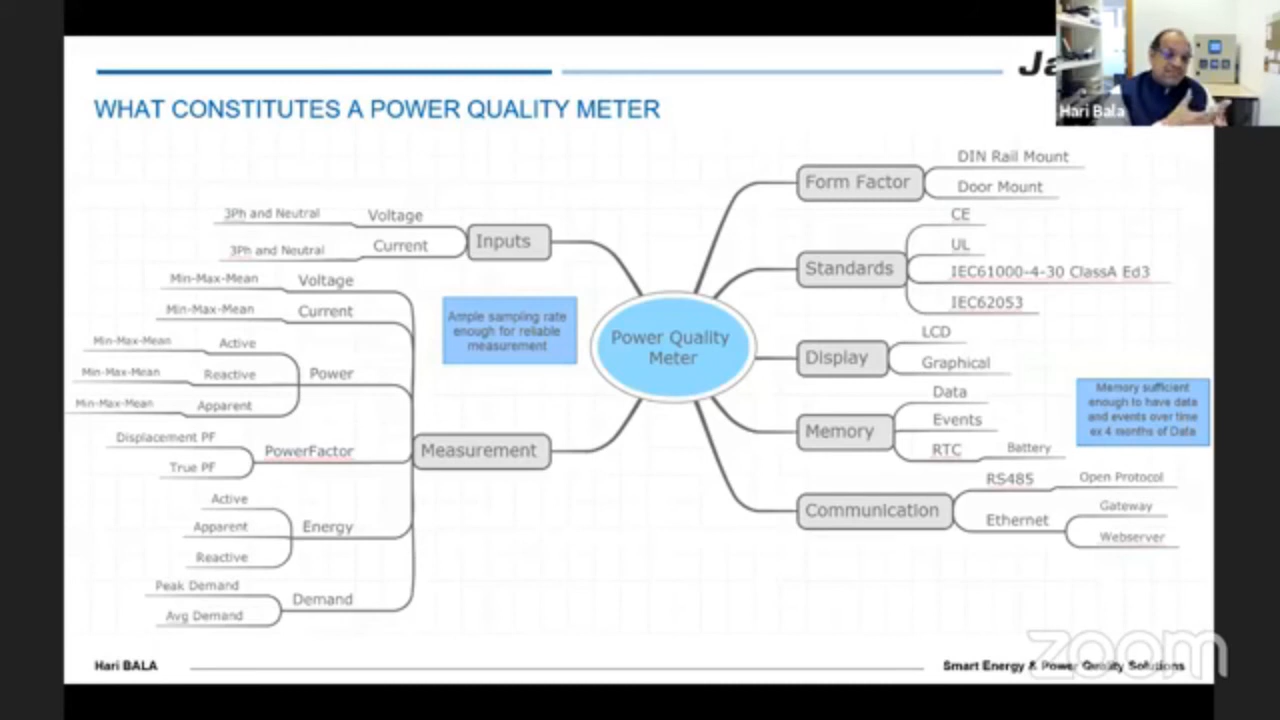 Ja
Hari Bala
WHAT CONSTITUTES A POWER QUALITY METER
Power Quality
Meter
Inputs
Voltage
3Ph and Neutral
Current
3Ph and Neutral
Ample sampling rate
enough for reliable
measurement
Measurement
Voltage
Min-Max-Mean
Current
Min-Max-Mean
Power
Active
Min-Max-Mean
Reactive
Min-Max-Mean
Apparent
Min-Max-Mean
PowerFactor
Displacement PF
True PF
Energy
Active
Apparent
Reactive
Demand
Peak Demand
Avg Demand
Form Factor
DIN Rail Mount
Door Mount
Standards
CE
UL
IEC61000-4-30 ClassA Ed3
IEC62053
Display
LCD
Graphical
Memory
Data
Events
RTC
Battery
Memory sufficient
enough to have data
and events over time
ex 4 months of Data
Communication
RS485
Open Protocol
Ethernet
Gateway
Webserver
Hari BALA
Smart Energy & Power Quality Solutions
zoom